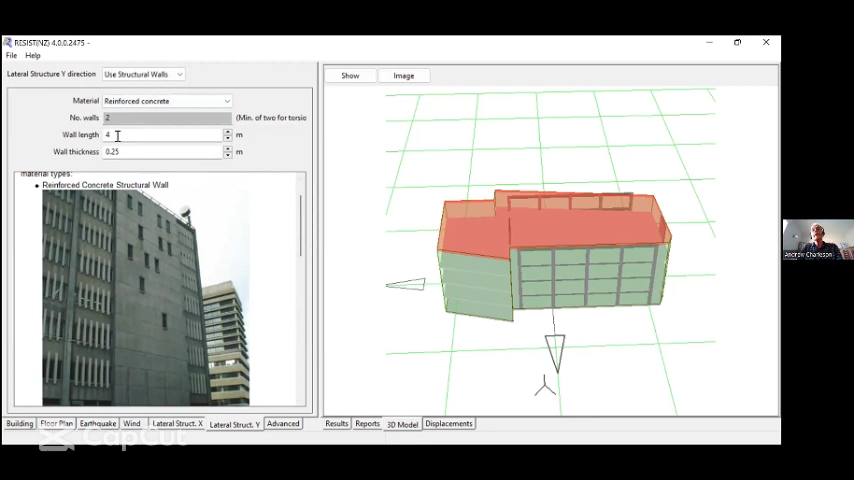 RESIST(NZ) 4.0.0.2475 -
File Help
Lateral Structure Y direction Use Structural Walls
Material Reinforced concrete
No. walls 2 (Min. of two for torsio
Wall length 4 m
Wall thickness 0.25 m
material types:
Reinforced Concrete Structural Wall
Show Image
Andrew Charleson
Building Floor Plan Earthquake Wind Lateral Struct. X Lateral Struct. Y Advanced
Results Reports 3D Model Displacements
CapCut